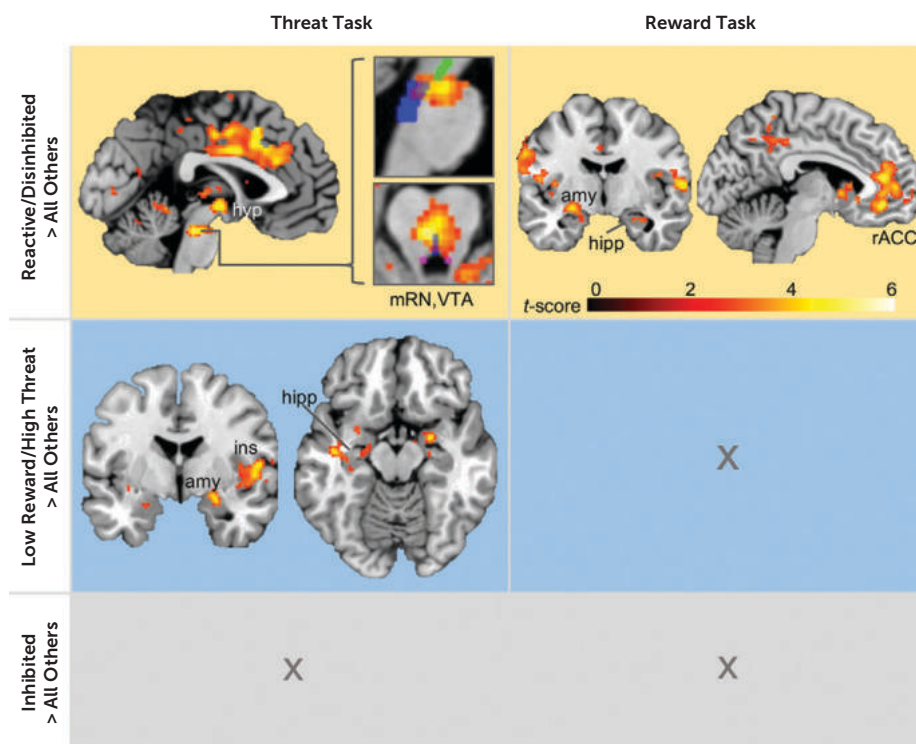 Threat Task
Reward Task
Reactive/Disinhibited
> All Others
hyp
mRN,VTA
amy
hipp
rACC
t-score 0 2 4 6
Low Reward/High Threat
> All Others
hipp
ins
amy
X
Inhibited
> All Others
X
X